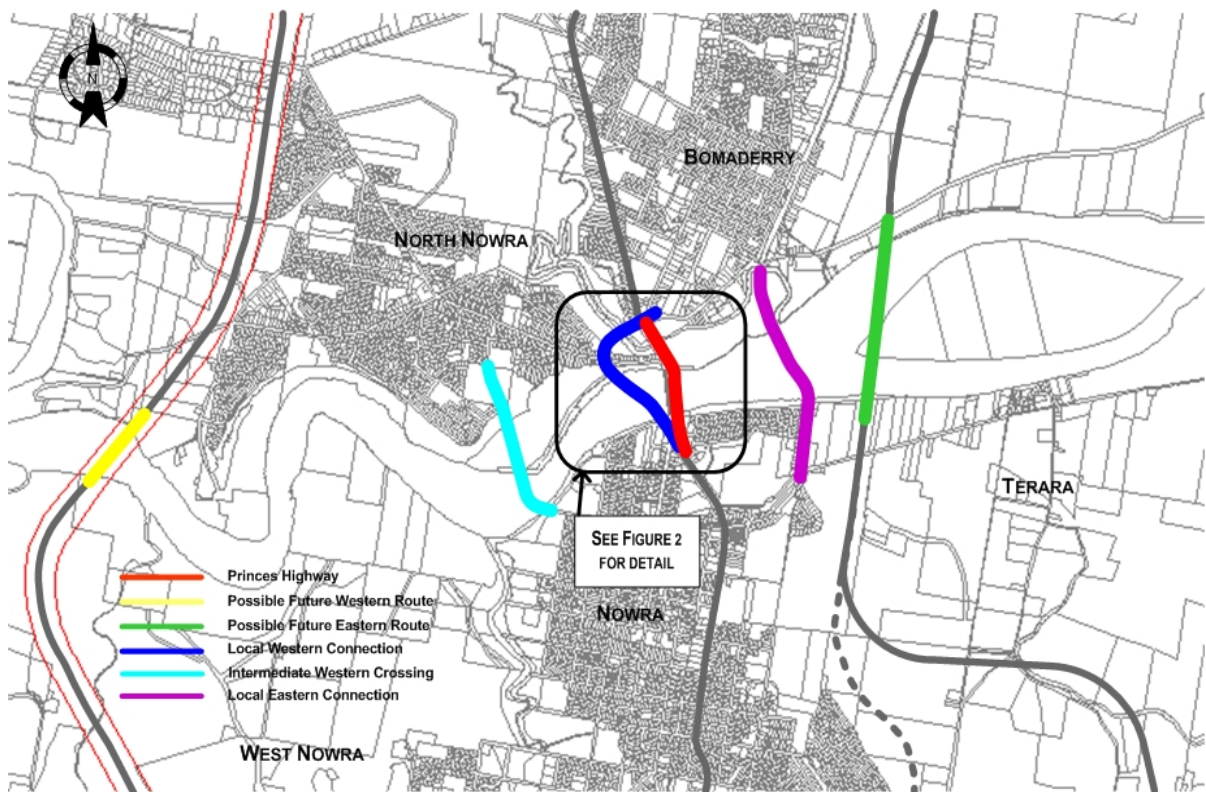 N
BOMADERRY
NORTH NOWRA
TERARA
SEE FIGURE 2
FOR DETAIL
NOWRA
Princes Highway
Possible Future Western Route
Possible Future Eastern Route
Local Western Connection
Intermediate Western Crossing
Local Eastern Connection
WEST NOWRA